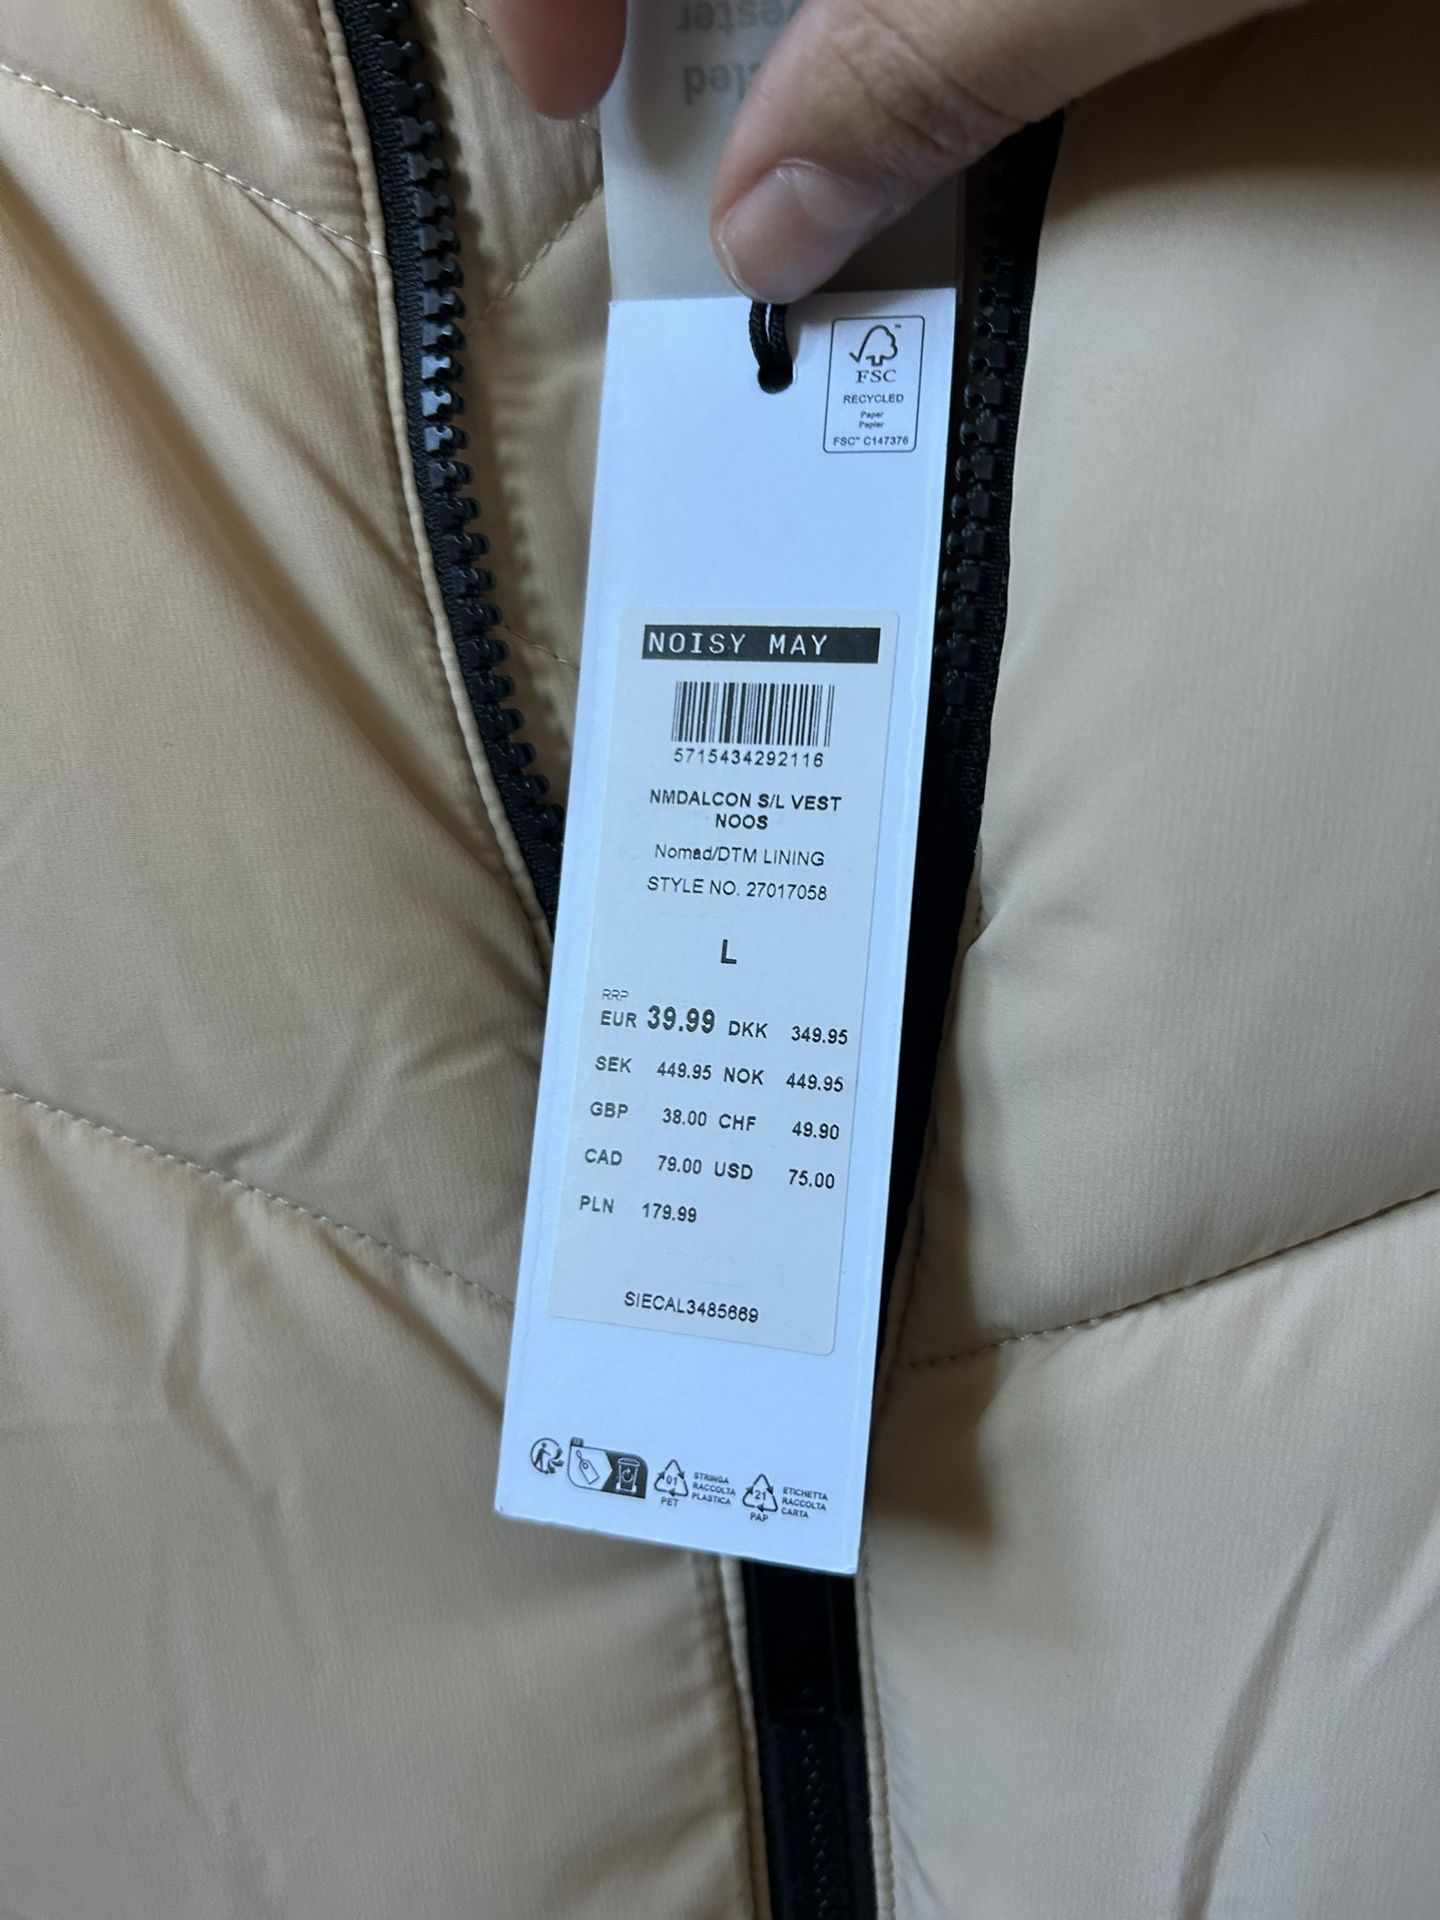 FSC
RECYCLED
Paper
Papier
FSC™ C147376
NOISY MAY
5715434292116
NMDALCON S/L VEST
NOOS
Nomad/DTM LINING
STYLE NO. 27017058
L
RRP
EUR 39.99 DKK 349.95
SEK 449.95 NOK 449.95
GBP 38.00 CHF 49.90
CAD 79.00 USD 75.00
PLN 179.99
SIECAL3485669
01
PET
STRINGA
RACCOLTA
PLASTICA
21
PAP
ETICHETTA
RACCOLTA
CARTA